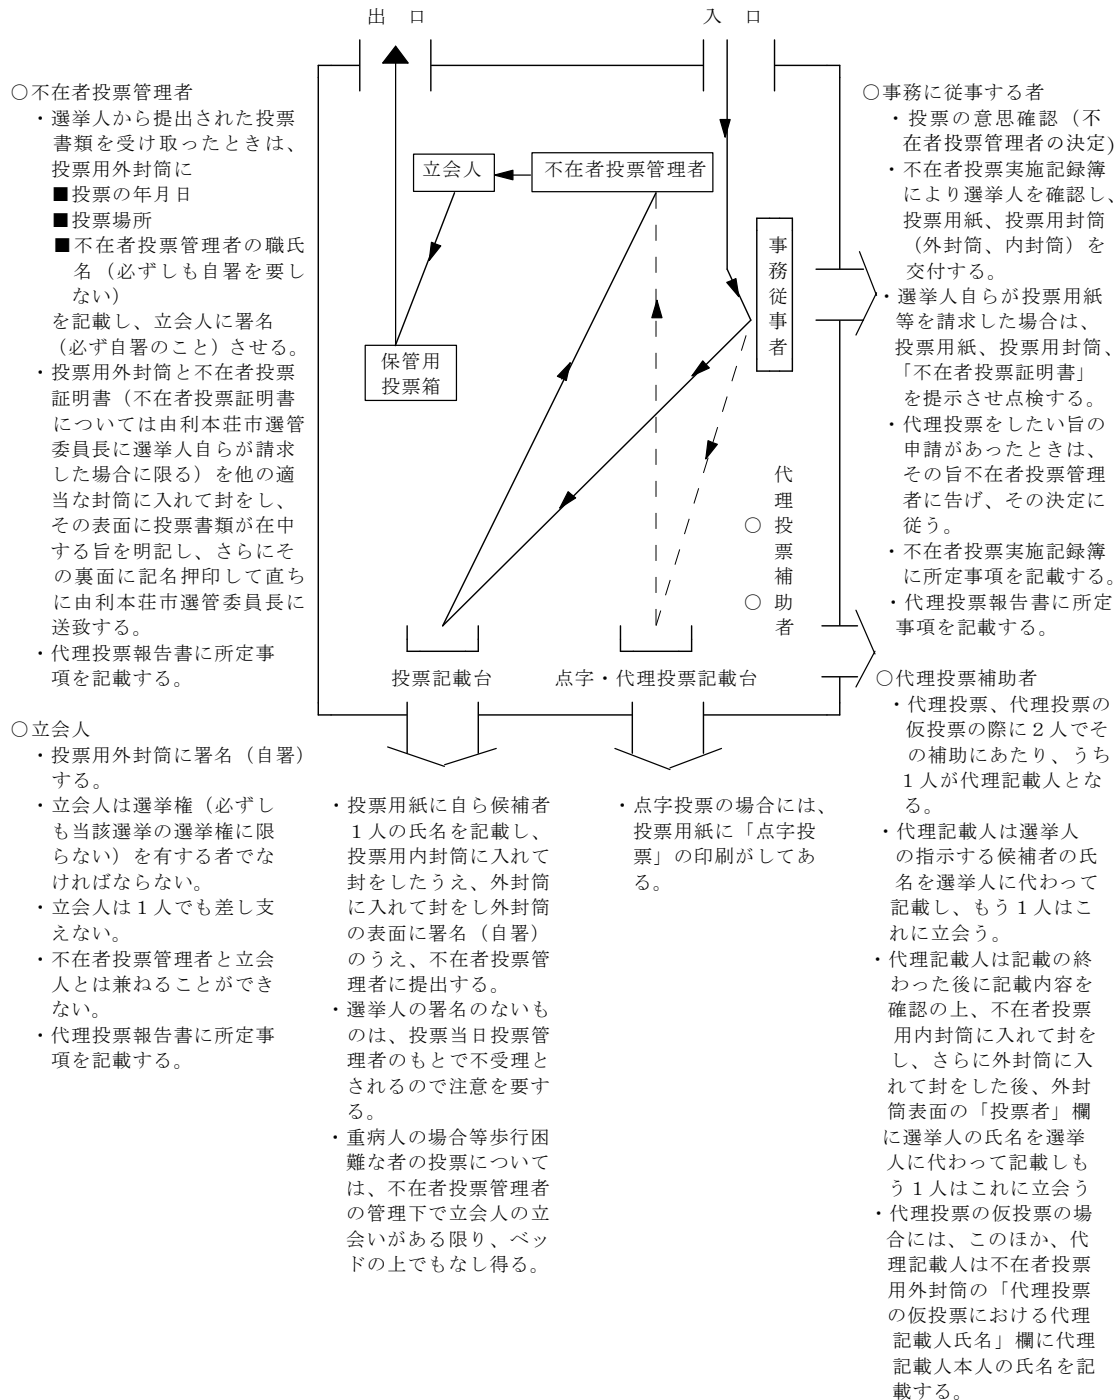 出　口
入　口
立会人
不在者投票管理者
事務従事者
保管用
投票箱
代理投票補助者
○
○
投票記載台
点字・代理投票記載台
○不在者投票管理者
・選挙人から提出された投票
書類を受け取ったときは、
投票用外封筒に
■投票の年月日
■投票場所
■不在者投票管理者の職氏
名（必ずしも自署を要し
ない）
を記載し、立会人に署名
（必ず自署のこと）させる。
・投票用外封筒と不在者投票
証明書（不在者投票証明書
については由利本荘市選管
委員長に選挙人自らが請求
した場合に限る）を他の適
当な封筒に入れて封をし、
その表面に投票書類が在中
する旨を明記し、さらにそ
の裏面に記名押印して直ち
に由利本荘市選管委員長に
送致する。
・代理投票報告書に所定事
項を記載する。
○立会人
・投票用外封筒に署名（自署）
する。
・立会人は選挙権（必ずし
も当該選挙の選挙権に限
らない）を有する者でな
ければならない。
・立会人は１人でも差し支
えない。
・不在者投票管理者と立会
人とは兼ねることができ
ない。
・代理投票報告書に所定事
項を記載する。
・投票用紙に自ら候補者
１人の氏名を記載し、
投票用内封筒に入れて
封をしたうえ、外封筒
に入れて封をし外封筒
の表面に署名（自署）
のうえ、不在者投票管
理者に提出する。
・選挙人の署名のないも
のは、投票当日投票管
理者のもとで不受理と
されるので注意を要す
る。
・重病人の場合等歩行困
難な者の投票について
は、不在者投票管理者
の管理下で立会人の立
会いがある限り、ベッ
ドの上でもなし得る。
・点字投票の場合には、
投票用紙に「点字投
票」の印刷がしてあ
る。
○事務に従事する者
・投票の意思確認（不
在者投票管理者の決定)
・不在者投票実施記録簿
により選挙人を確認し、
投票用紙、投票用封筒
（外封筒、内封筒）を
交付する。
・選挙人自らが投票用紙
等を請求した場合は、
投票用紙、投票用封筒、
「不在者投票証明書」
を提示させ点検する。
・代理投票をしたい旨の
申請があったときは、
その旨不在者投票管理
者に告げ、その決定に
従う。
・不在者投票実施記録簿
に所定事項を記載する。
・代理投票報告書に所定
事項を記載する。
○代理投票補助者
・代理投票、代理投票の
仮投票の際に２人でそ
の補助にあたり、うち
１人が代理記載人とな
る。
・代理記載人は選挙人
の指示する候補者の氏
名を選挙人に代わって
記載し、もう１人はこ
れに立会う。
・代理記載人は記載の終
わった後に記載内容を
確認の上、不在者投票
用内封筒に入れて封を
し、さらに外封筒に入
れて封をした後、外封
筒表面の「投票者」欄
に選挙人の氏名を選挙
人に代わって記載しも
う１人はこれに立会う
・代理投票の仮投票の場
合には、このほか、代
理記載人は不在者投票
用外封筒の「代理投票
の仮投票における代理
記載人氏名」欄に代理
記載人本人の氏名を記
載する。